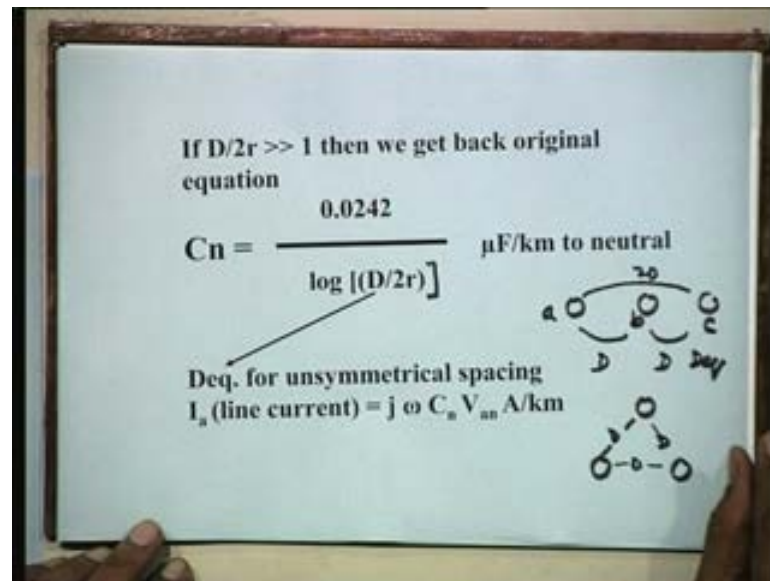 If D/2r >> 1 then we get back original
equation
Cn = 0.0242 / log [(D/2r)] µF/km to neutral
Deq. for unsymmetrical spacing
Iₐ (line current) = j ω Cₙ Vₐₙ A/km
a b c
D D Deq
D D
D